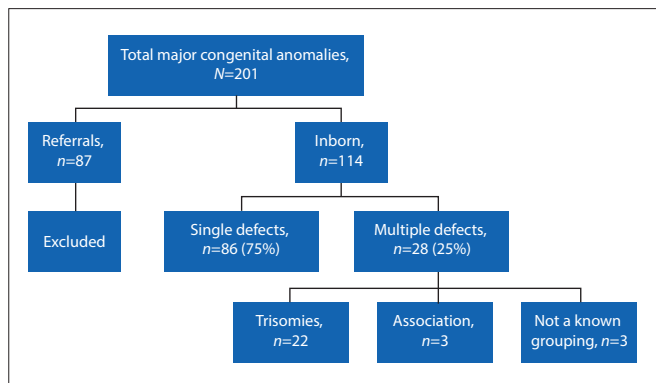 Total major congenital anomalies,
N=201
Referrals,
n=87
Inborn,
n=114
Excluded
Single defects,
n=86 (75%)
Multiple defects,
n=28 (25%)
Trisomies,
n=22
Association,
n=3
Not a known
grouping, n=3